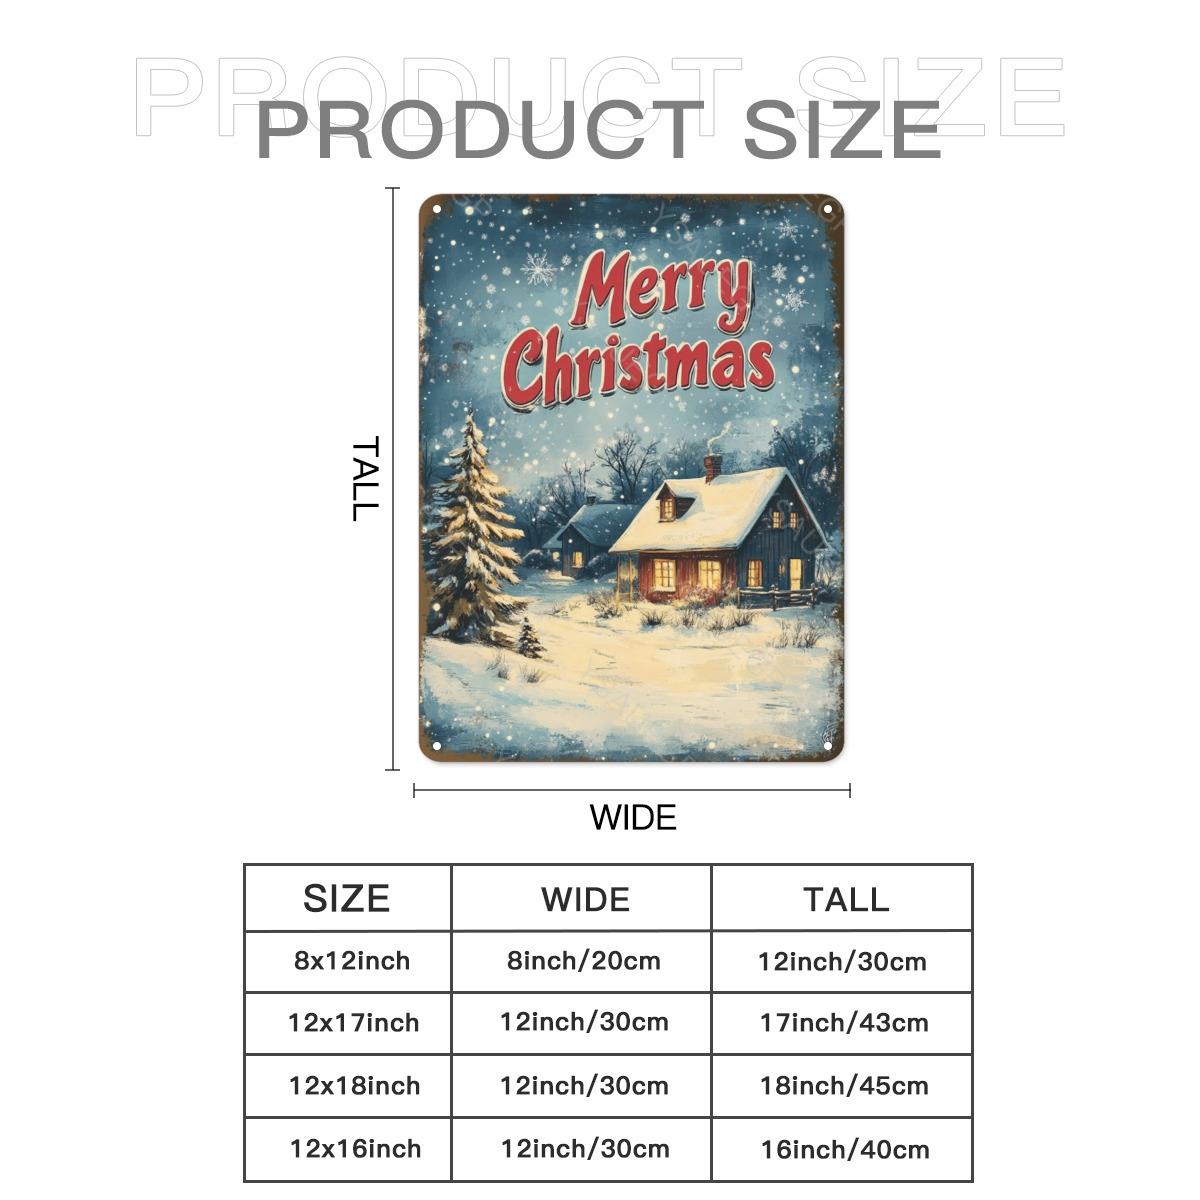 PRODUCT SIZE
PRODUCT SIZE
Merry
Christmas
TALL
WIDE
SIZE WIDE TALL
8x12inch 8inch/20cm 12inch/30cm
12x17inch 12inch/30cm 17inch/43cm
12x18inch 12inch/30cm 18inch/45cm
12x16inch 12inch/30cm 16inch/40cm